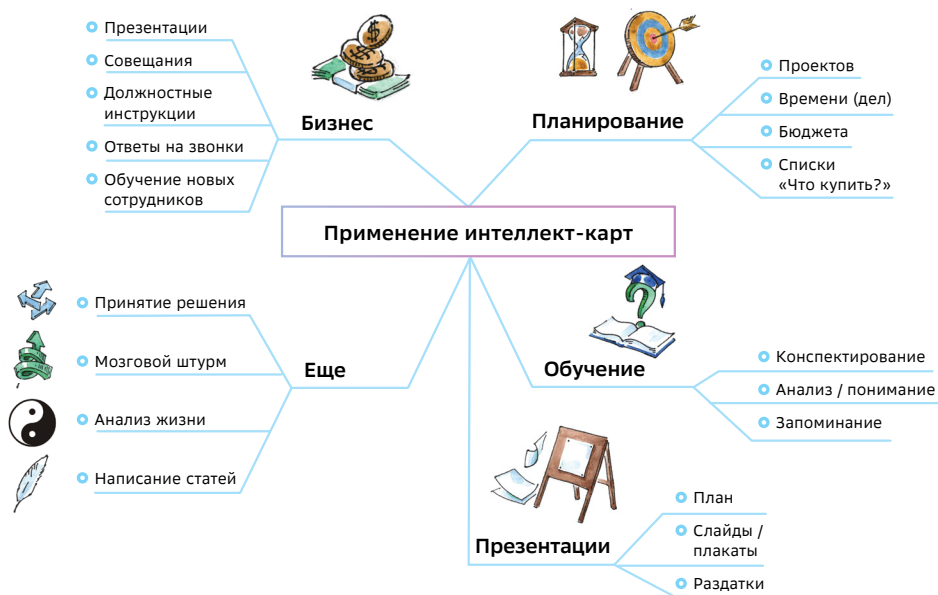 Презентации
Совещания
Должностные
инструкции
Ответы на звонки
Обучение новых
сотрудников
Бизнес
Планирование
Проектов
Времени (дел)
Бюджета
Списки
«Что купить?»
Применение интеллект-карт
Принятие решения
Мозговой штурм
Анализ жизни
Написание статей
Еще
Обучение
Конспектирование
Анализ / понимание
Запоминание
Презентации
План
Слайды /
плакаты
Раздатки